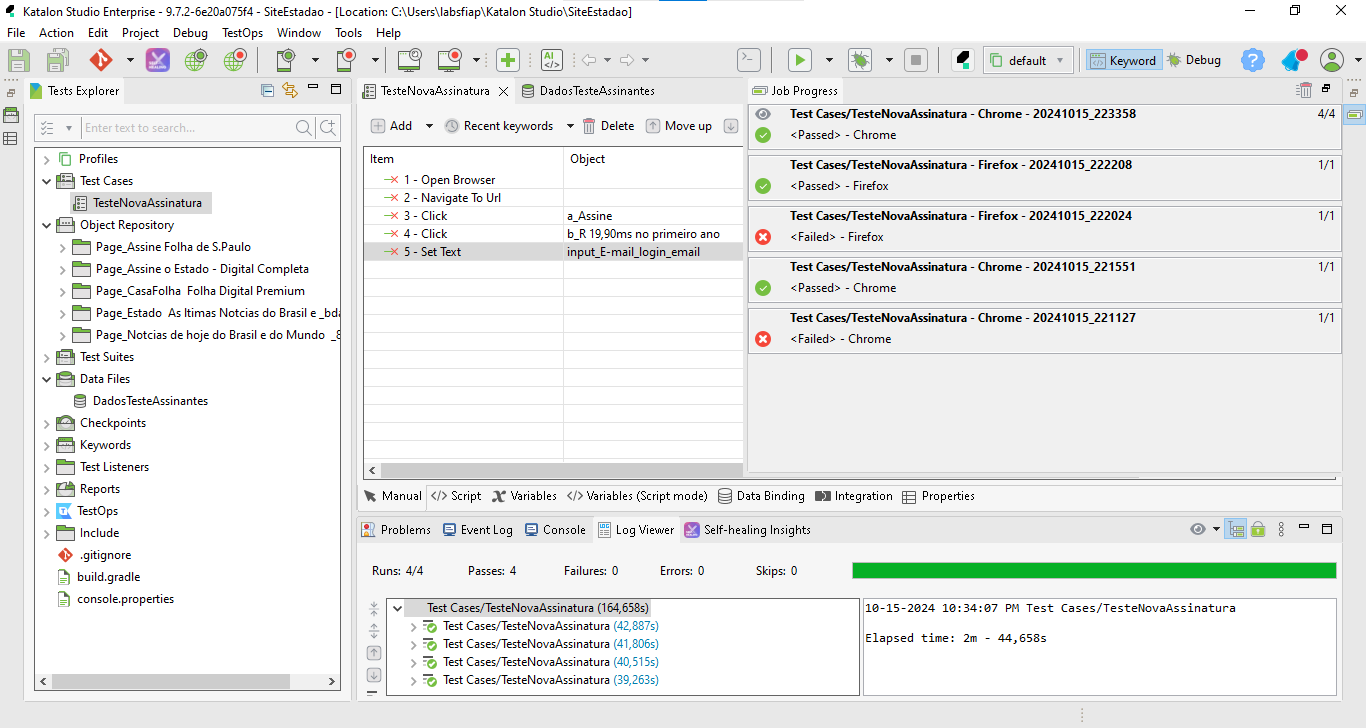 Katalon Studio Enterprise - 9.7.2-6e20a075f4 - SiteEstadao - [Location: C:\Users\labsfiap\Katalon Studio\SiteEstadao]
File Action Edit Project Debug TestOps Window Tools Help
default Keyword Debug
Tests Explorer
Enter text to search...
Profiles
Test Cases
TesteNovaAssinatura
Object Repository
Page_Assine Folha de S.Paulo
Page_Assine o Estado - Digital Completa
Page_CasaFolha Folha Digital Premium
Page_Estado As ltimas Notcias do Brasil e _bda
Page_Notcias de hoje do Brasil e do Mundo _8
Test Suites
Data Files
DadosTesteAssinantes
Checkpoints
Keywords
Test Listeners
Reports
TestOps
Include
.gitignore
build.gradle
console.properties
TesteNovaAssinatura DadosTesteAssinantes
Add Recent keywords Delete Move up
Item Object
1 - Open Browser
2 - Navigate To Url
3 - Click a_Assine
4 - Click b_R 19,90ms no primeiro ano
5 - Set Text input_E-mail_login_email
Manual </> Script Variables </> Variables (Script mode) Data Binding Integration Properties
Job Progress
Test Cases/TesteNovaAssinatura - Chrome - 20241015_223358 4/4
<Passed> - Chrome
Test Cases/TesteNovaAssinatura - Firefox - 20241015_222208 1/1
<Passed> - Firefox
Test Cases/TesteNovaAssinatura - Firefox - 20241015_222024 1/1
<Failed> - Firefox
Test Cases/TesteNovaAssinatura - Chrome - 20241015_221551 1/1
<Passed> - Chrome
Test Cases/TesteNovaAssinatura - Chrome - 20241015_221127 1/1
<Failed> - Chrome
Problems Event Log Console Log Viewer Self-healing Insights
Runs: 4/4 Passes: 4 Failures: 0 Errors: 0 Skips: 0
Test Cases/TesteNovaAssinatura (164,658s)
Test Cases/TesteNovaAssinatura (42,887s)
Test Cases/TesteNovaAssinatura (41,806s)
Test Cases/TesteNovaAssinatura (40,515s)
Test Cases/TesteNovaAssinatura (39,263s)
10-15-2024 10:34:07 PM Test Cases/TesteNovaAssinatura
Elapsed time: 2m - 44,658s